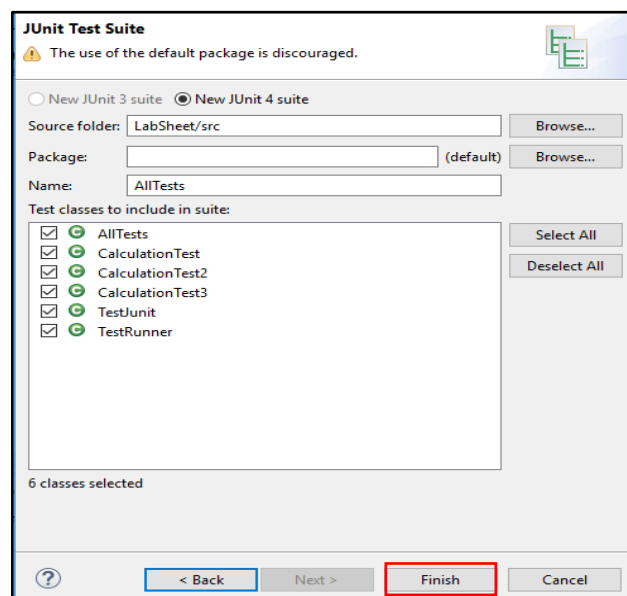 JUnit Test Suite
The use of the default package is discouraged.
New JUnit 3 suite New JUnit 4 suite
Source folder: LabSheet/src Browse...
Package: (default) Browse...
Name: AllTests
Test classes to include in suite:
AllTests
CalculationTest
CalculationTest2
CalculationTest3
TestJunit
TestRunner
Select All
Deselect All
6 classes selected
? < Back Next > Finish Cancel